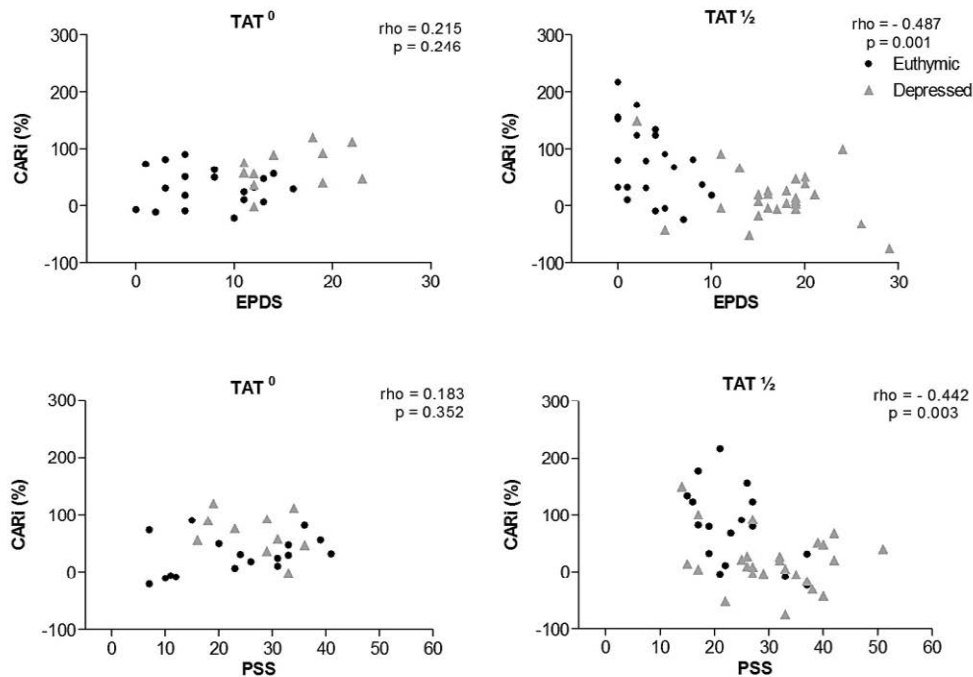 TAT 0
rho = 0.215
p = 0.246
300
200
100
0
-100
CARi (%)
0 10 20 30
EPDS
TAT ½
rho = - 0.487
p = 0.001
Euthymic
Depressed
300
200
100
0
-100
CARi (%)
0 10 20 30
EPDS
TAT 0
rho = 0.183
p = 0.352
300
200
100
0
-100
CARi (%)
0 10 20 30 40 50 60
PSS
TAT ½
rho = - 0.442
p = 0.003
300
200
100
0
-100
CARi (%)
0 10 20 30 40 50 60
PSS